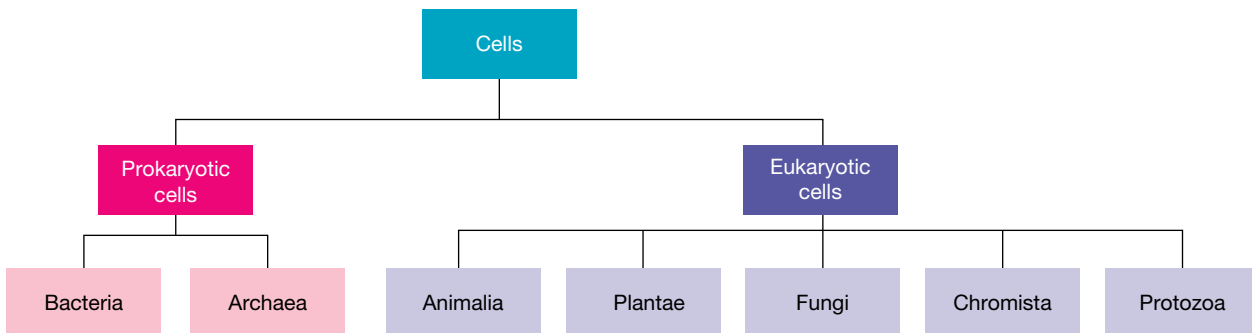 Cells
Prokaryotic
cells
Eukaryotic
cells
Bacteria
Archaea
Animalia
Plantae
Fungi
Chromista
Protozoa